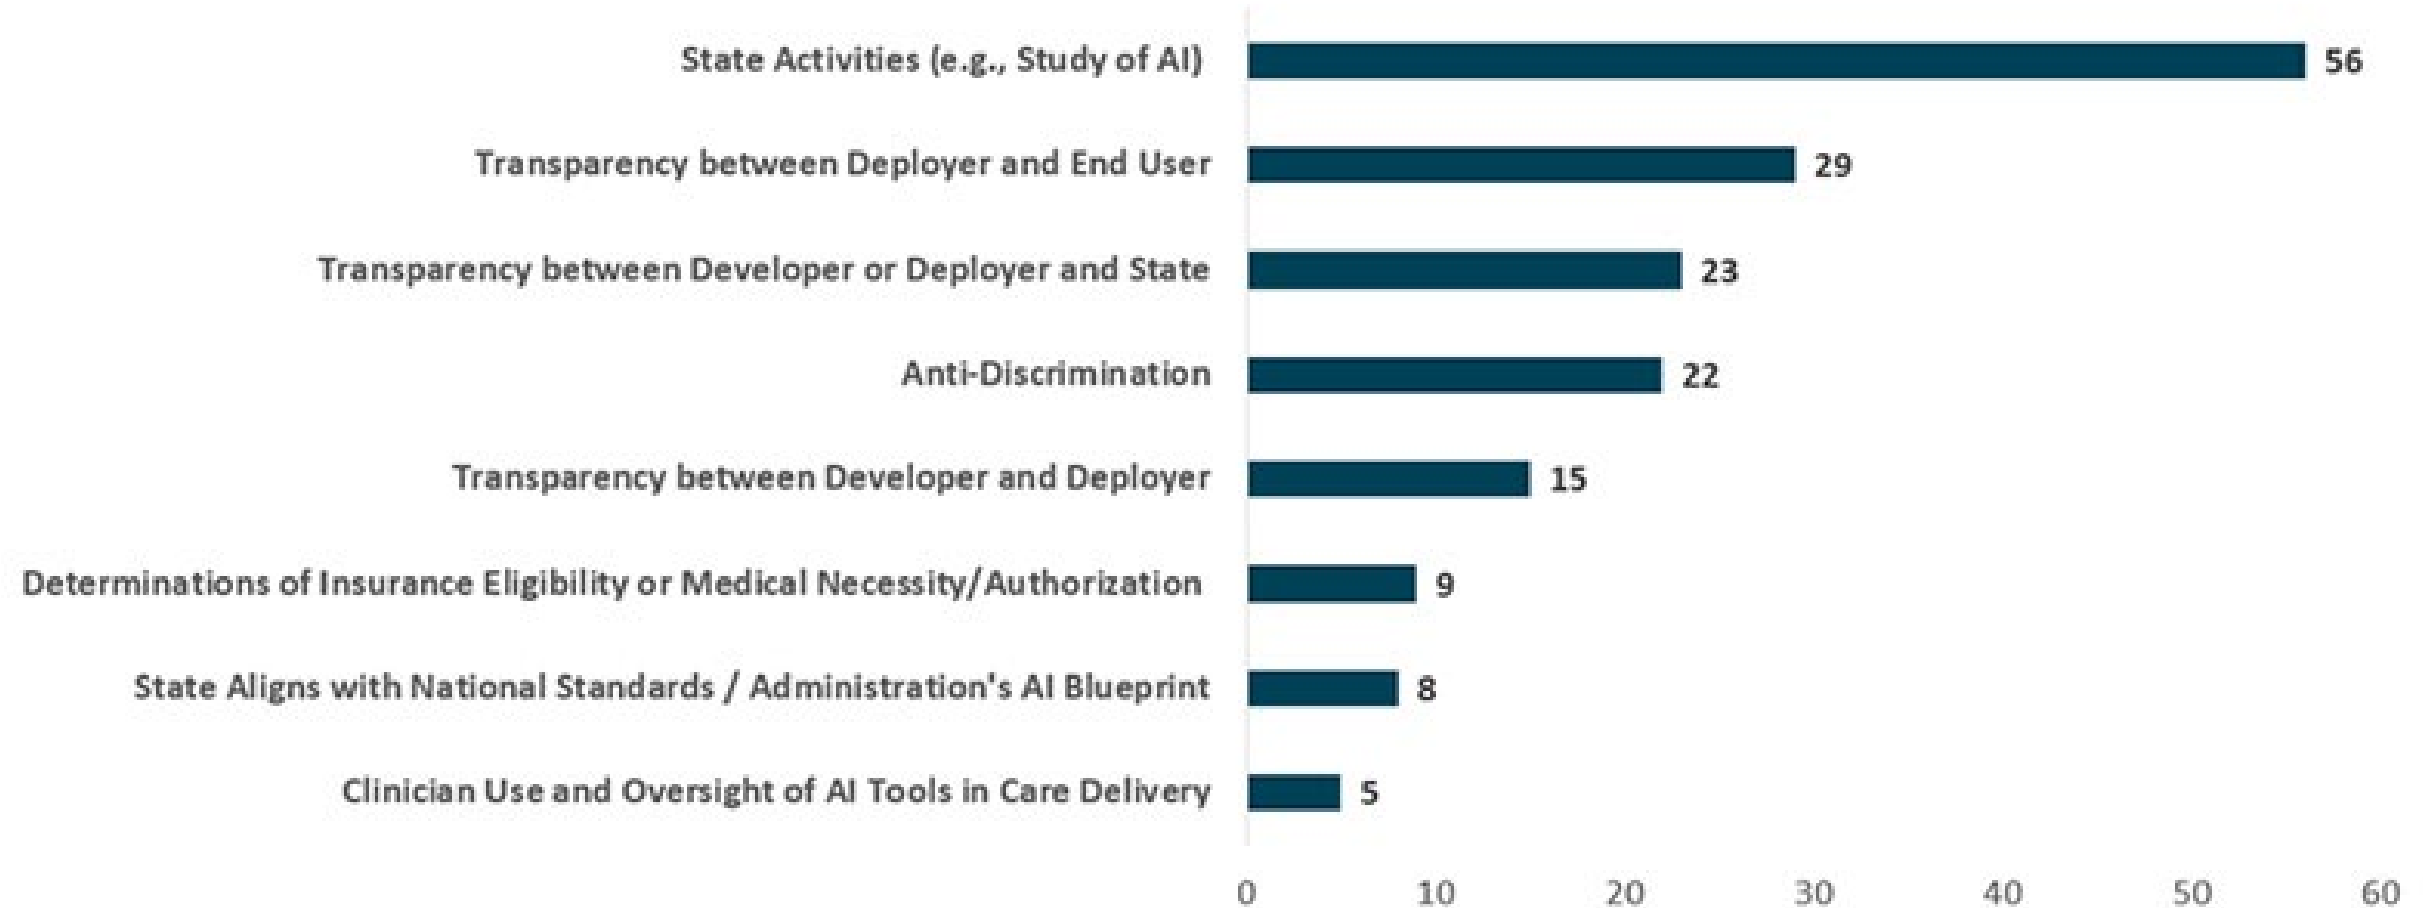 State Activities (e.g., Study of AI) 56
Transparency between Deployer and End User 29
Transparency between Developer or Deployer and State 23
Anti-Discrimination 22
Transparency between Developer and Deployer 15
Determinations of Insurance Eligibility or Medical Necessity/Authorization 9
State Aligns with National Standards / Administration's AI Blueprint 8
Clinician Use and Oversight of AI Tools in Care Delivery 5
0 10 20 30 40 50 60